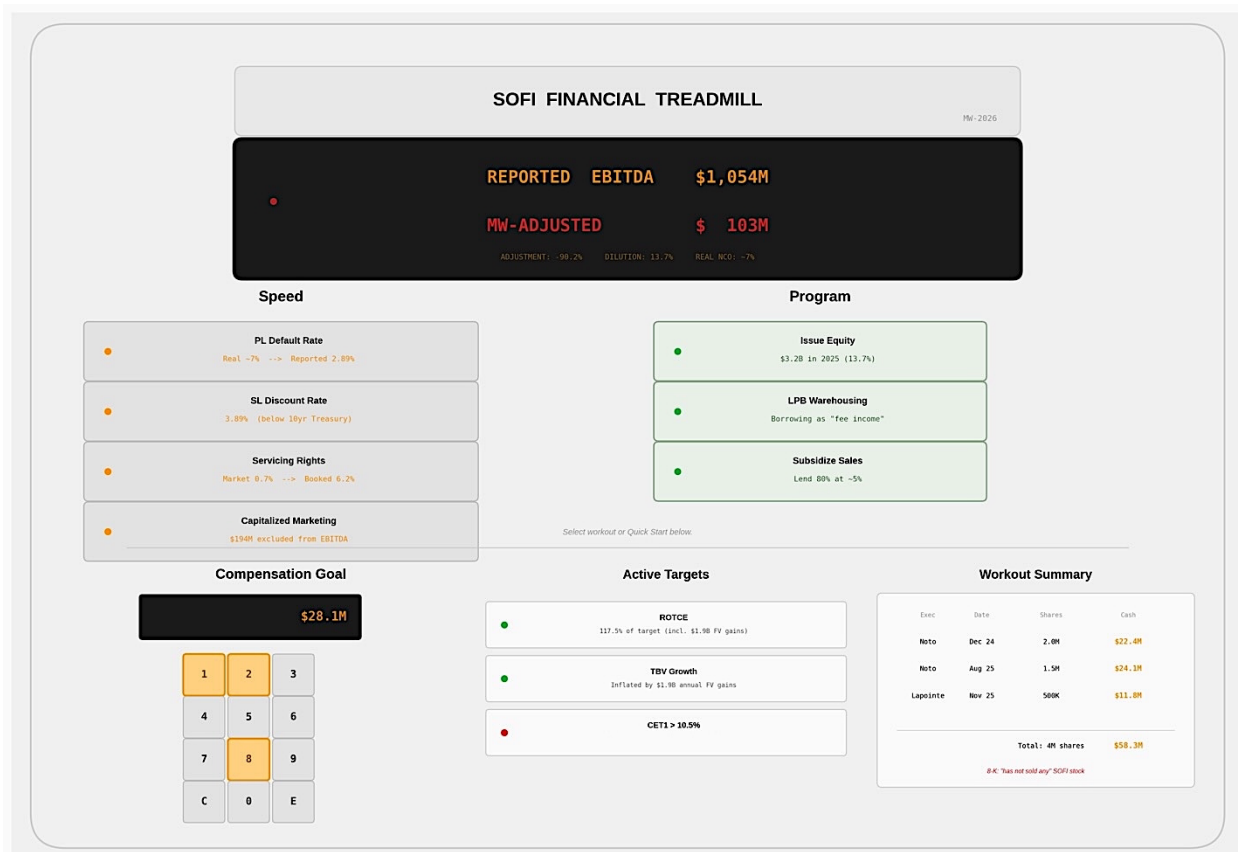 SOFI FINANCIAL TREADMILL
MW-2026
REPORTED EBITDA $1,054M
MW-ADJUSTED $ 103M
ADJUSTMENT: -90.2% DILUTION: 13.7% REAL NCO: ~7%
Speed
PL Default Rate
Real ~7% --> Reported 2.89%
SL Discount Rate
3.89% (below 10yr Treasury)
Servicing Rights
Market 0.7% --> Booked 6.2%
Capitalized Marketing
$194M excluded from EBITDA
Program
Issue Equity
$3.2B in 2025 (13.7%)
LPB Warehousing
Borrowing as "fee income"
Subsidize Sales
Lend 80% at ~5%
Select workout or Quick Start below.
Compensation Goal
$28.1M
1 2 3
4 5 6
7 8 9
C 0 E
Active Targets
ROTCE
117.5% of target (incl. $1.9B FV gains)
TBV Growth
Inflated by $1.9B annual FV gains
CET1 > 10.5%
Workout Summary
Exec Date Shares Cash
Noto Dec 24 2.0M $22.4M
Noto Aug 25 1.5M $24.1M
Lapointe Nov 25 500K $11.8M
Total: 4M shares $58.3M
8-K: "has not sold any" SOFI stock